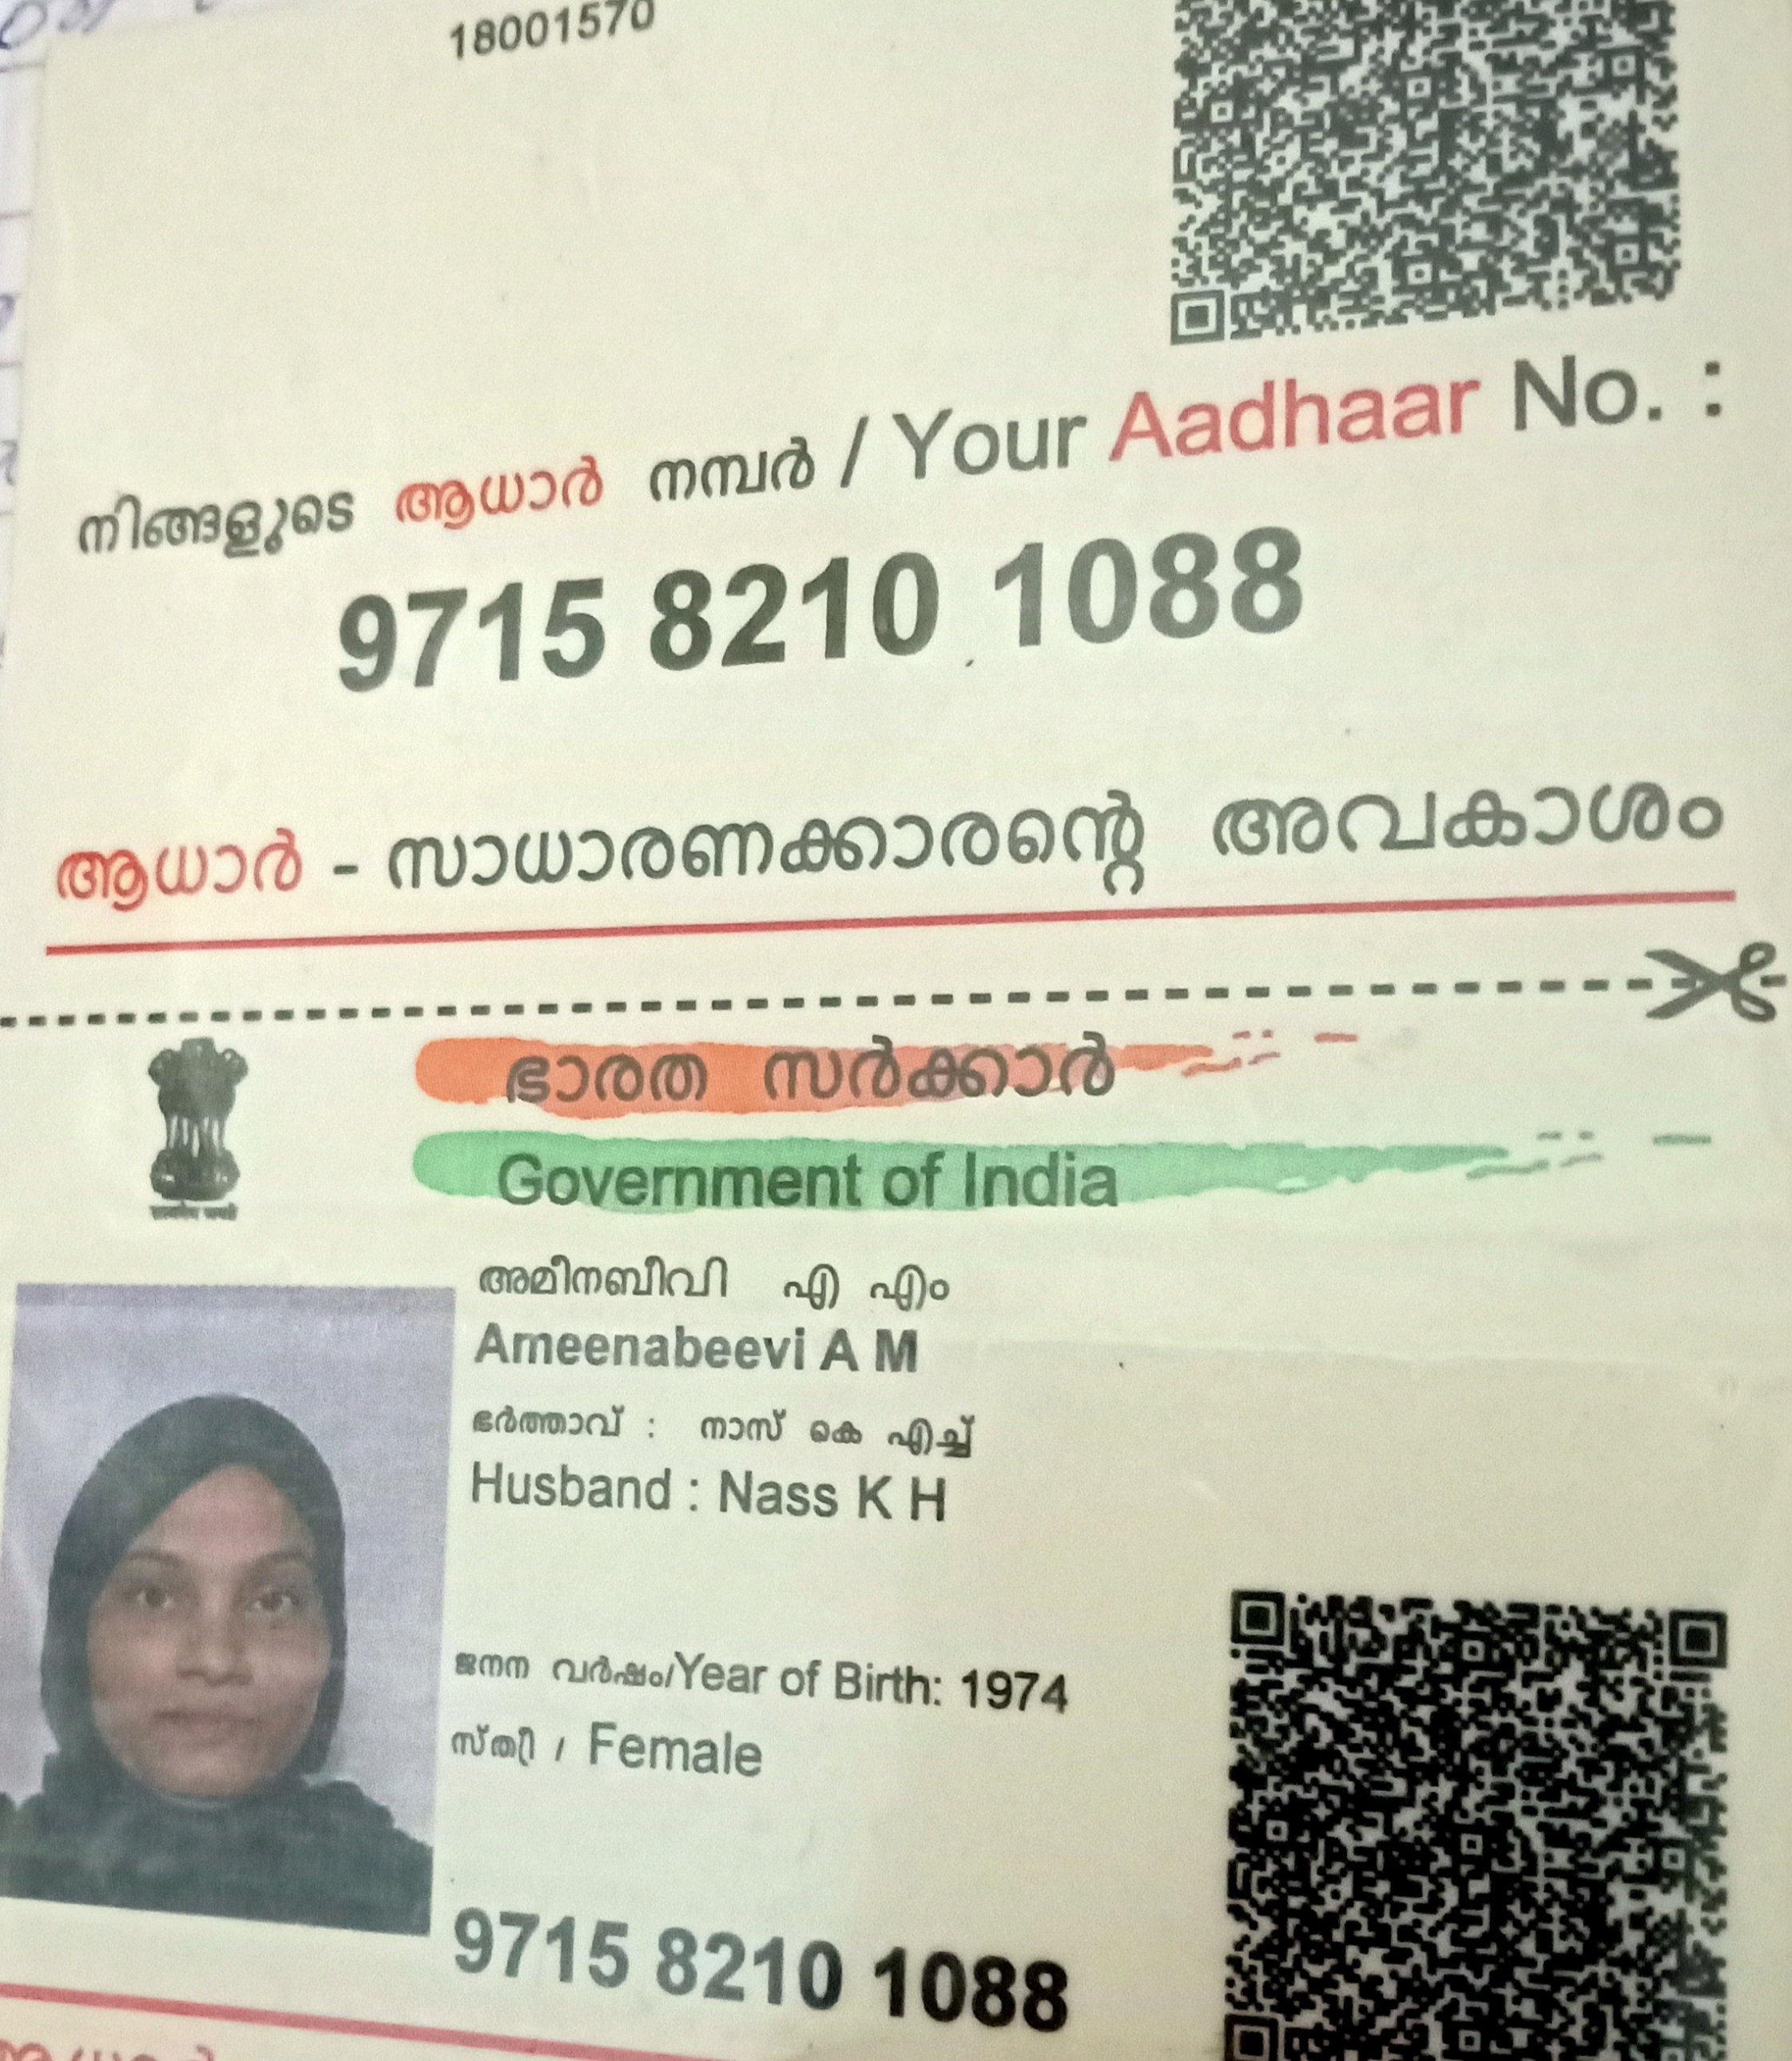 18001570
നിങ്ങളുടെ ആധാർ നമ്പർ / Your Aadhaar No. :
9715 8210 1088
ആധാർ - സാധാരണക്കാരന്റെ അവകാശം
ഭാരത സർക്കാർ
Government of India
അമീനബീവി എ എം
Ameenabeevi A M
ഭർത്താവ് : നാസ് കെ എച്ച്
Husband : Nass K H
ജനന വർഷം/Year of Birth: 1974
സ്ത്രീ / Female
9715 8210 1088